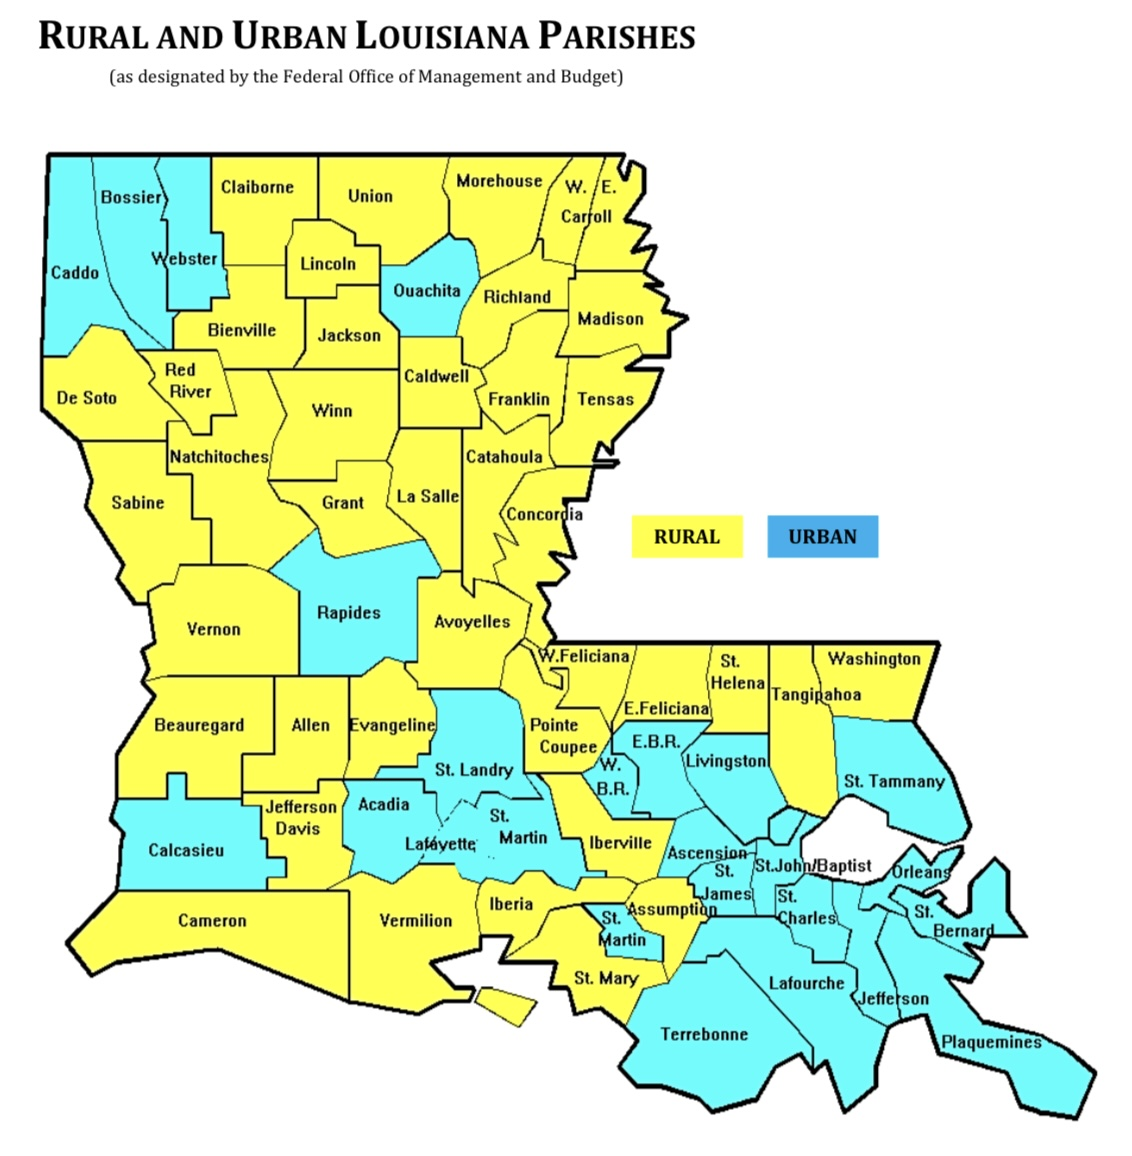 RURAL AND URBAN LOUISIANA PARISHES
(as designated by the Federal Office of Management and Budget)
Claiborne
Union
Morehouse
W.
E.
Carroll
Bossier
Webster
Caddo
Lincoln
Ouachita
Richland
Madison
Bienville
Jackson
Red
River
De Soto
Caldwell
Franklin
Tensas
Winn
Natchitoches
Catahoula
Sabine
Grant
La Salle
Concordia
RURAL
URBAN
Rapides
Avoyelles
Vernon
W.Feliciana
St.
Helena
Washington
Tangipahoa
E.Feliciana
Beauregard
Allen
Evangeline
Pointe
Coupee
E.B.R.
W.
B.R.
Livingston
St. Landry
St. Tammany
Jefferson
Davis
Acadia
Lafayette
St.
Martin
Iberville
Calcasieu
Ascension
St.
James
St.John/Baptist
Orleans
Cameron
Vermilion
Iberia
St.
Martin
Assumption
St.
Charles
St.
Bernard
St. Mary
Lafourche
Jefferson
Terrebonne
Plaquemines